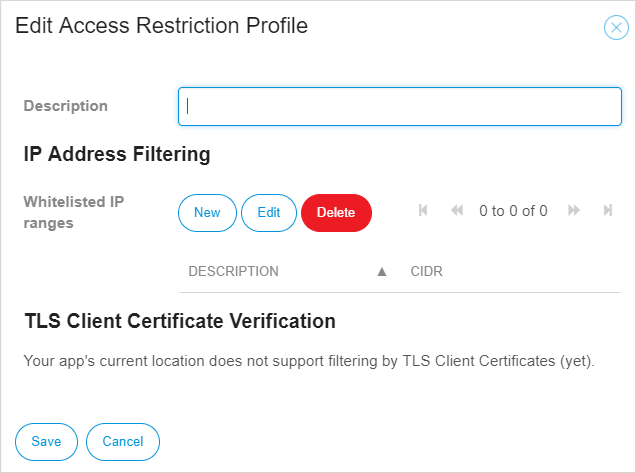 Edit Access Restriction Profile
Description
IP Address Filtering
Whitelisted IP
ranges
New Edit Delete 0 to 0 of 0
DESCRIPTION ▲ CIDR
TLS Client Certificate Verification
Your app's current location does not support filtering by TLS Client Certificates (yet).
Save Cancel